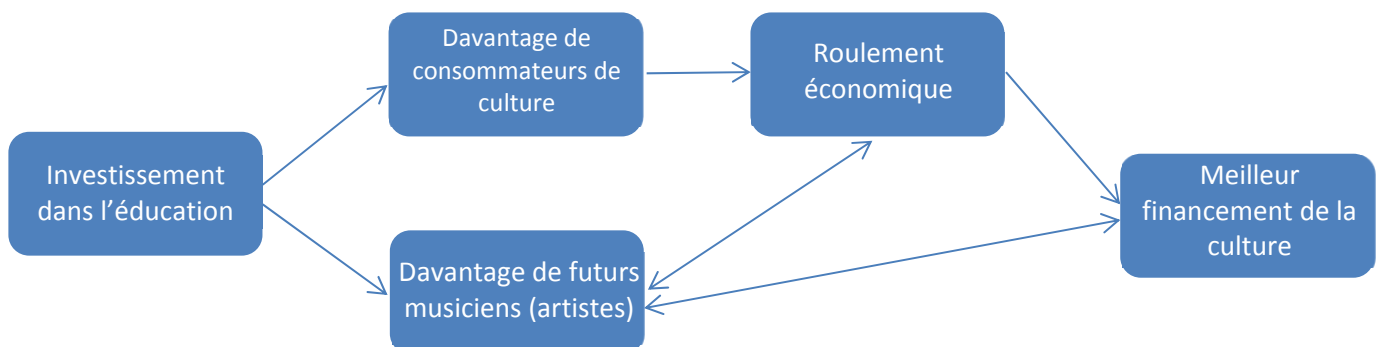 Davantage de
consommateurs de
culture
Roulement
économique
Investissement
dans l’éducation
Meilleur
financement de la
culture
Davantage de futurs
musiciens (artistes)